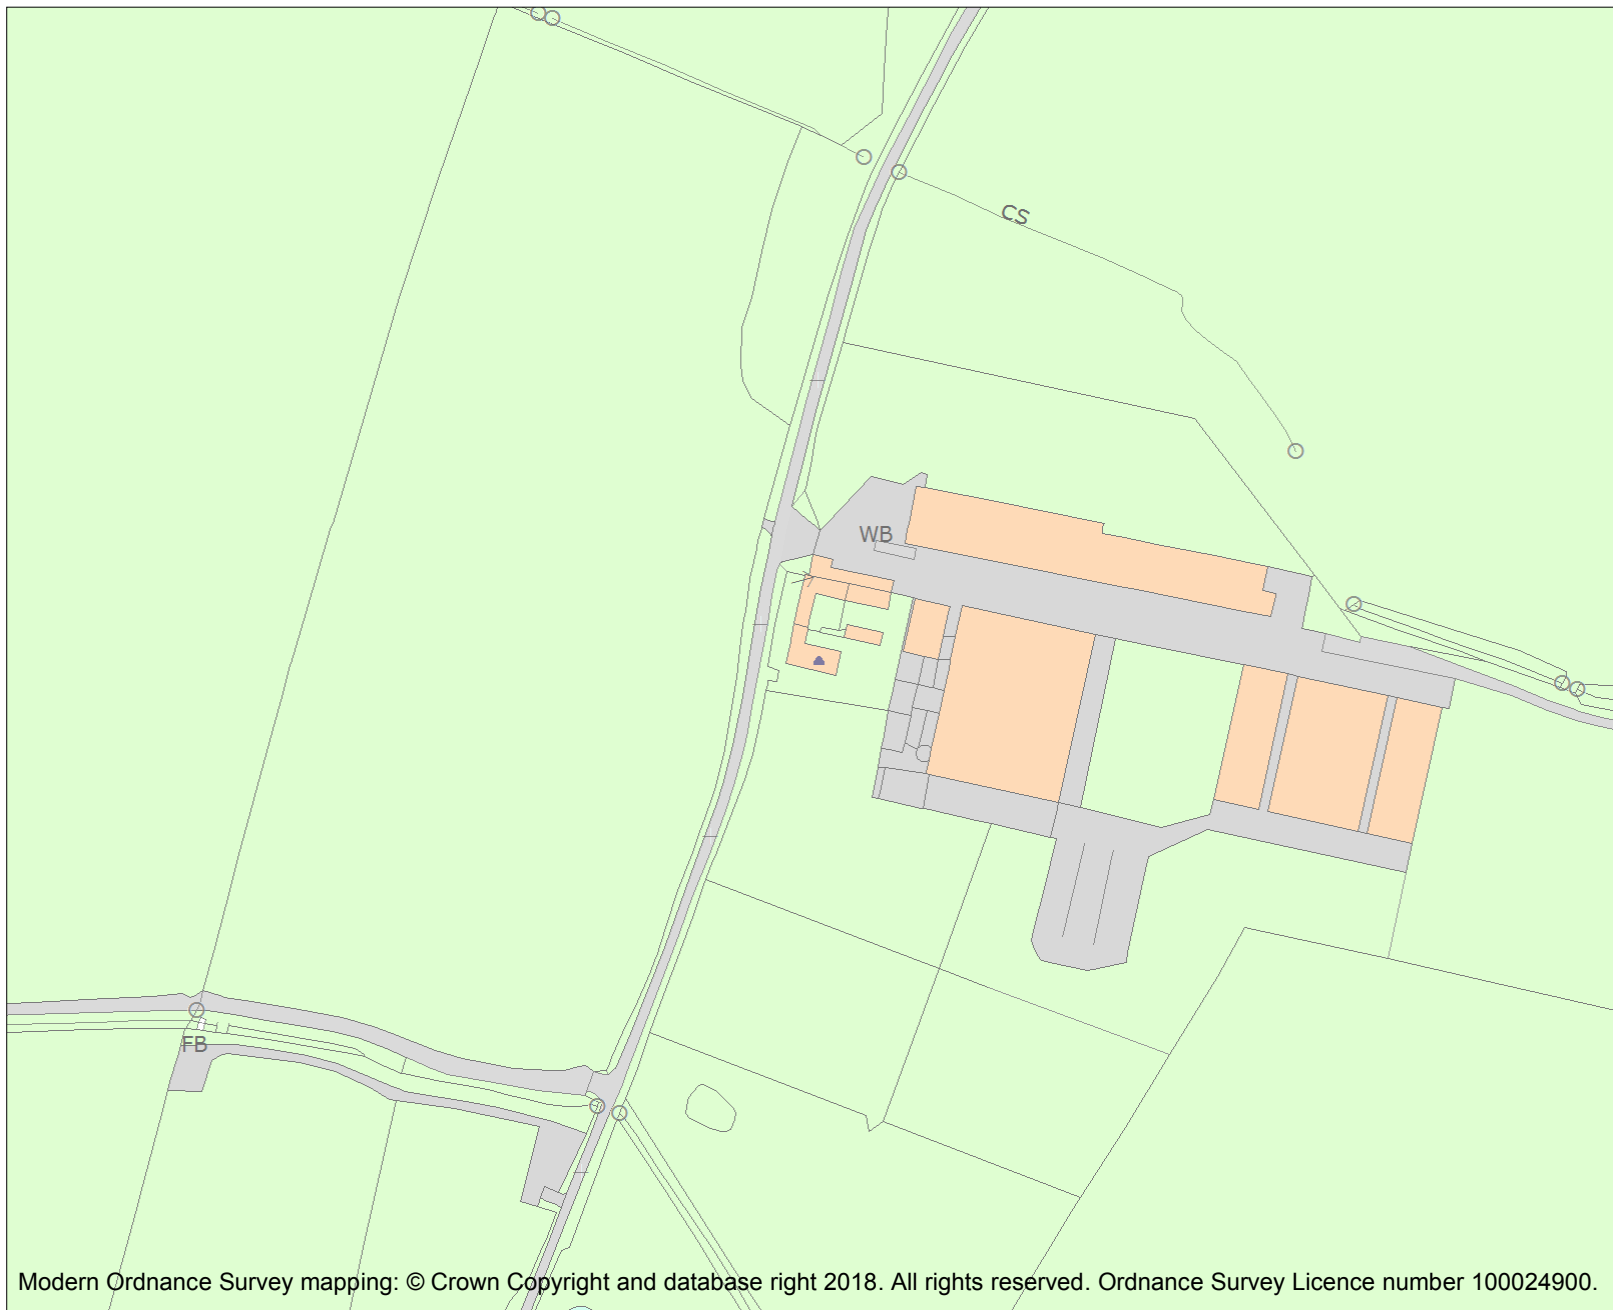 CS
WB
FB
Modern Ordnance Survey mapping: © Crown Copyright and database right 2018. All rights reserved. Ordnance Survey Licence number 100024900.